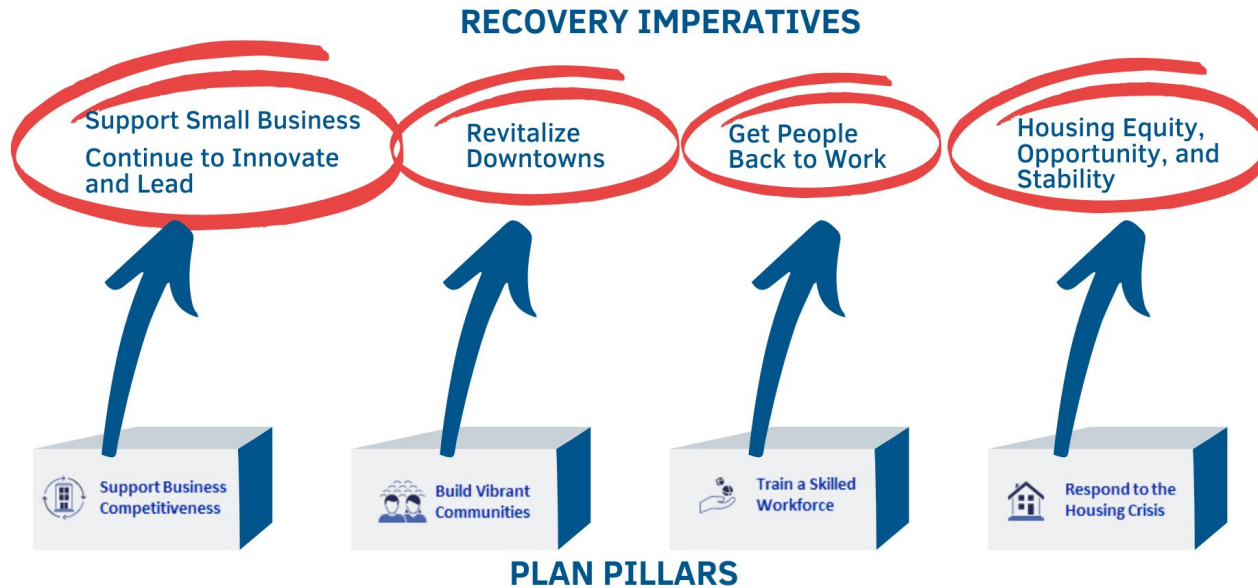 RECOVERY IMPERATIVES
Support Small Business
Continue to Innovate
and Lead
Revitalize
Downtowns
Get People
Back to Work
Housing Equity,
Opportunity, and
Stability
Support Business
Competitiveness
Build Vibrant
Communities
Train a Skilled
Workforce
Respond to the
Housing Crisis
PLAN PILLARS